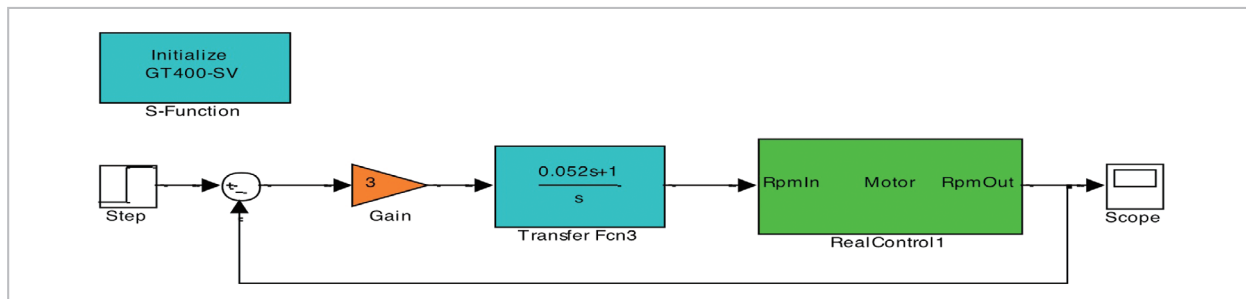 Initialize
GT400-SV
S-Function
Step
+
-
3
Gain
0.052s+1
s
Transfer Fcn3
RpmIn Motor RpmOut
RealControl1
Scope